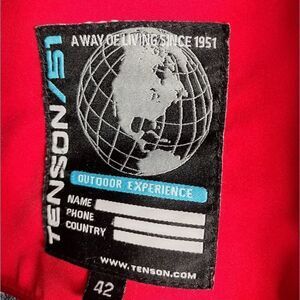 A WAY OF LIVING SINCE 1951
TENSON/51
OUTDOOR EXPERIENCE
NAME
PHONE
COUNTRY
WWW.TENSON.COM
42